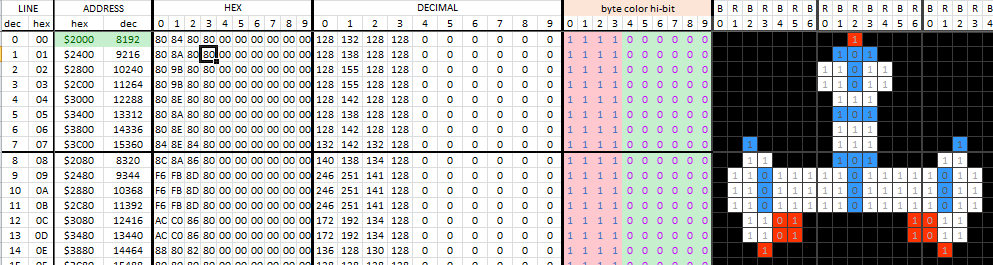 LINE ADDRESS HEX DECIMAL byte color hi-bit B R B R B R B R B R B R B R B R B R B
dec hex hex dec 0 1 2 3 4 5 6 7 8 9 0 1 2 3 4 5 6 7 8 9 0 1 2 3 4 5 6 7 8 9 0 1 2 3 4 5 6 0 1 2 3 4 5 6 0 1 2 3 4
0 00 $2000 8192 80 84 80 80 00 00 00 00 00 00 128 132 128 128 0 0 0 0 0 0 1 1 1 1 0 0 0 0 0 0 1
1 01 $2400 9216 80 8A 80 80 00 00 00 00 00 00 128 138 128 128 0 0 0 0 0 0 1 1 1 1 0 0 0 0 0 0 1 0 1
2 02 $2800 10240 80 9B 80 80 00 00 00 00 00 00 128 155 128 128 0 0 0 0 0 0 1 1 1 1 0 0 0 0 0 0 1 1 0 1 1
3 03 $2C00 11264 80 9B 80 80 00 00 00 00 00 00 128 155 128 128 0 0 0 0 0 0 1 1 1 1 0 0 0 0 0 0 1 1 0 1 1
4 04 $3000 12288 80 8E 80 80 00 00 00 00 00 00 128 142 128 128 0 0 0 0 0 0 1 1 1 1 0 0 0 0 0 0 1 1 1
5 05 $3400 13312 80 8A 80 80 00 00 00 00 00 00 128 138 128 128 0 0 0 0 0 0 1 1 1 1 0 0 0 0 0 0 1 0 1
6 06 $3800 14336 80 8E 80 80 00 00 00 00 00 00 128 142 128 128 0 0 0 0 0 0 1 1 1 1 0 0 0 0 0 0 1 1 1
7 07 $3C00 15360 84 8E 84 80 00 00 00 00 00 00 132 142 132 128 0 0 0 0 0 0 1 1 1 1 0 0 0 0 0 0 1 1 1 1 1
8 08 $2080 8320 8C 8A 86 80 00 00 00 00 00 00 140 138 134 128 0 0 0 0 0 0 1 1 1 1 0 0 0 0 0 0 1 1 1 0 1 1 1
9 09 $2480 9344 F6 FB 8D 80 00 00 00 00 00 00 246 251 141 128 0 0 0 0 0 0 1 1 1 1 0 0 0 0 0 0 1 1 0 1 1 1 1 1 0 1 1 1 1 1 0 1 1
10 0A $2880 10368 F6 FB 8D 80 00 00 00 00 00 00 246 251 141 128 0 0 0 0 0 0 1 1 1 1 0 0 0 0 0 0 1 1 0 1 1 1 1 1 0 1 1 1 1 1 0 1 1
11 0B $2C80 11392 F6 FB 8D 80 00 00 00 00 00 00 246 251 141 128 0 0 0 0 0 0 1 1 1 1 0 0 0 0 0 0 1 1 0 1 1 1 1 1 0 1 1 1 1 1 0 1 1
12 0C $3080 12416 AC C0 86 80 00 00 00 00 00 00 172 192 134 128 0 0 0 0 0 0 1 1 1 1 0 0 0 0 0 0 1 1 0 1 1 0 1 1
13 0D $3480 13440 AC C0 86 80 00 00 00 00 00 00 172 192 134 128 0 0 0 0 0 0 1 1 1 1 0 0 0 0 0 0 1 1 0 1 1 0 1 1
14 0E $3880 14464 88 80 82 80 00 00 00 00 00 00 136 128 130 128 0 0 0 0 0 0 1 1 1 1 0 0 0 0 0 0 1 1